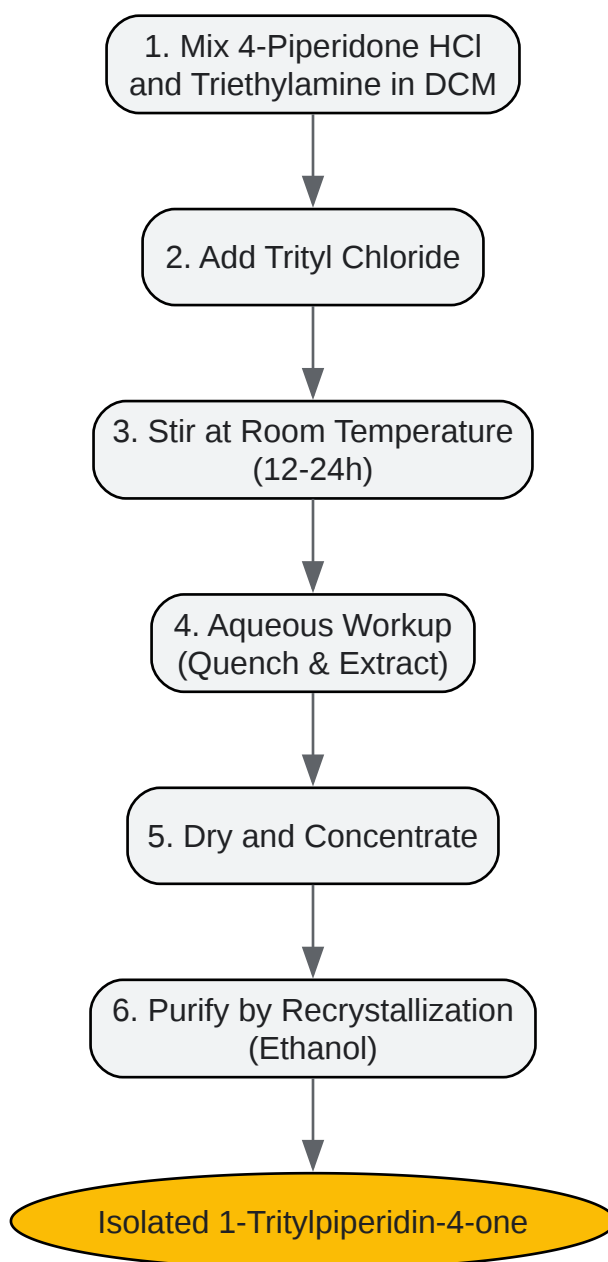 1. Mix 4-Piperidone HCl
and Triethylamine in DCM
2. Add Trityl Chloride
3. Stir at Room Temperature
(12-24h)
4. Aqueous Workup
(Quench & Extract)
5. Dry and Concentrate
6. Purify by Recrystallization
(Ethanol)
Isolated 1-Tritylpiperidin-4-one